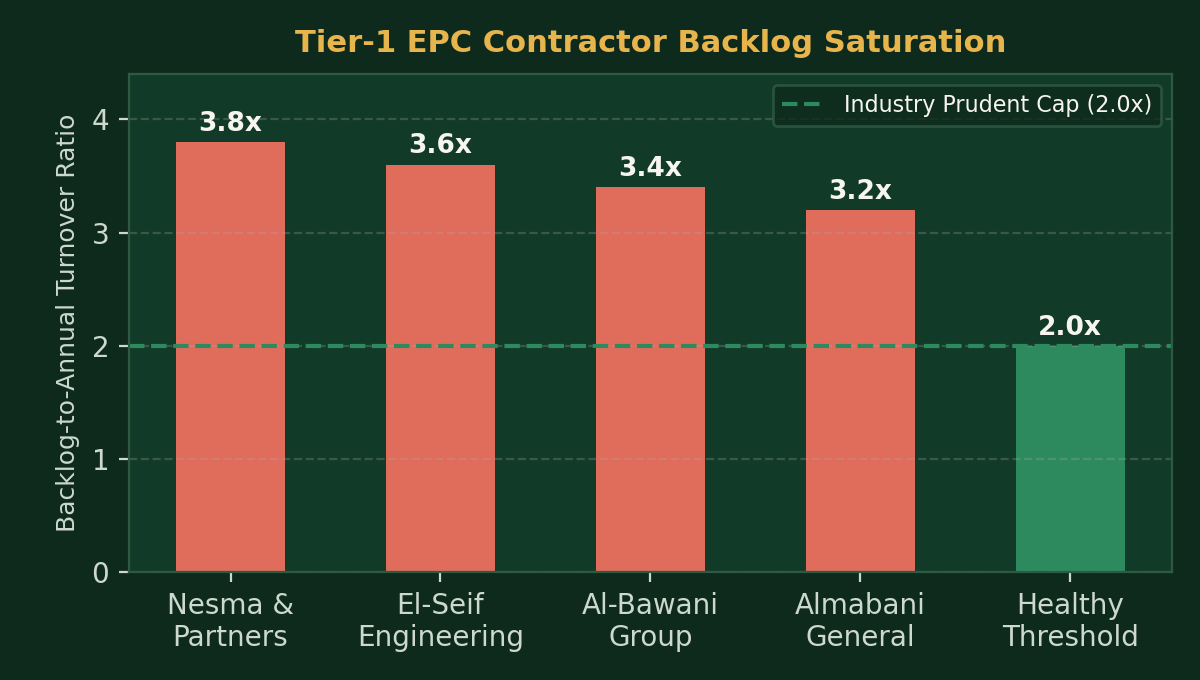 Tier-1 EPC Contractor Backlog Saturation
Industry Prudent Cap (2.0x)
Backlog-to-Annual Turnover Ratio
4
3
2
1
0
3.8x
3.6x
3.4x
3.2x
2.0x
Nesma &
Partners
El-Seif
Engineering
Al-Bawani
Group
Almabani
General
Healthy
Threshold